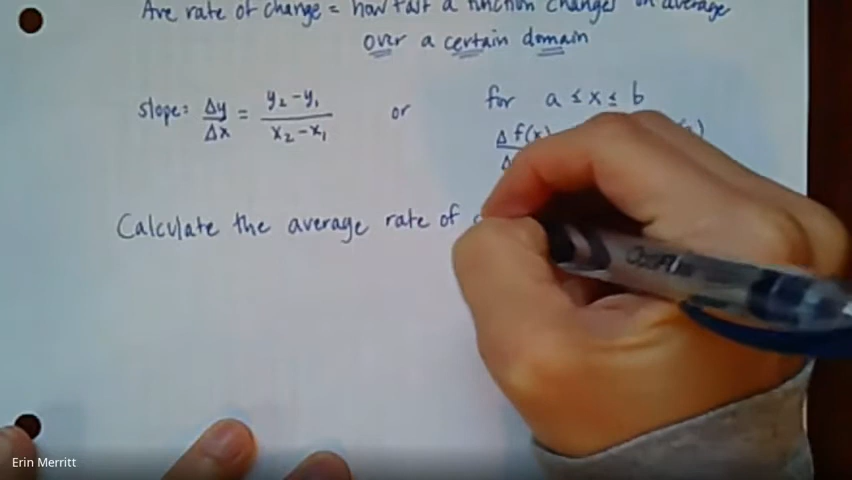 Ave rate of change = how fast a function changes on average
over a certain domain
slope = Δy/Δx = y₂-y₁/x₂-x₁ or for a ≤ x ≤ b
Δ f(x)
Calculate the average rate of
Erin Merritt